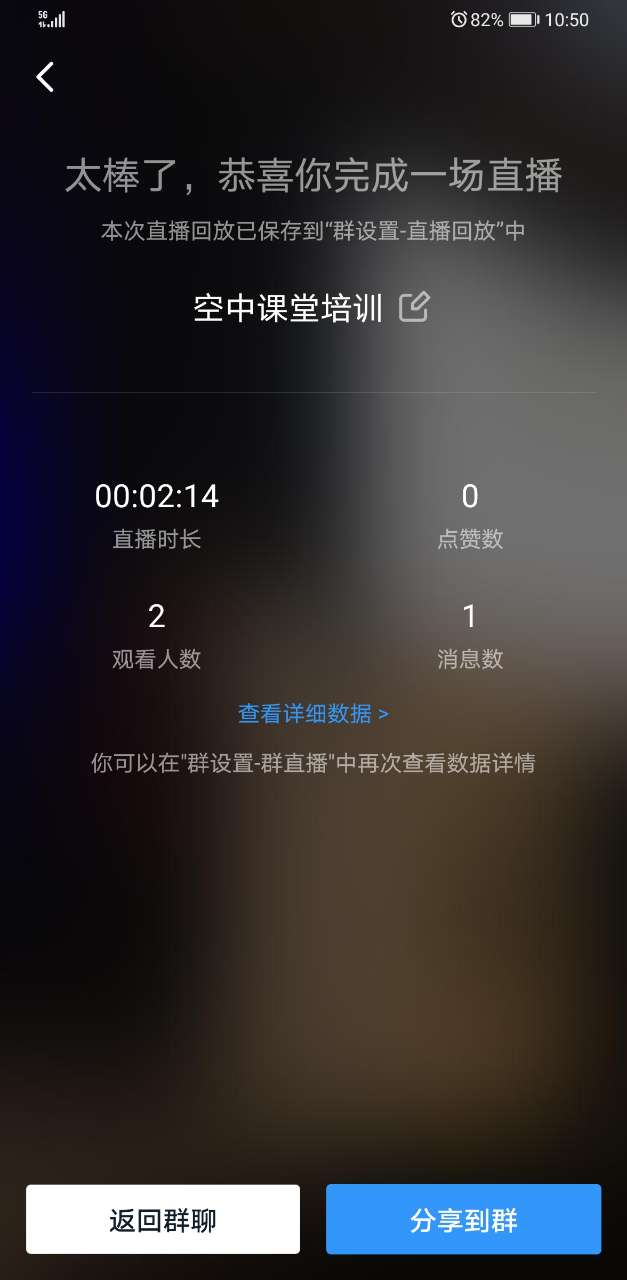 5G 82% 10:50
太棒了，恭喜你完成一场直播
本次直播回放已保存到“群设置-直播回放”中
空中课堂培训
00:02:14 0
直播时长 点赞数
2 1
观看人数 消息数
查看详细数据 >
你可以在"群设置-群直播"中再次查看数据详情
返回群聊 分享到群